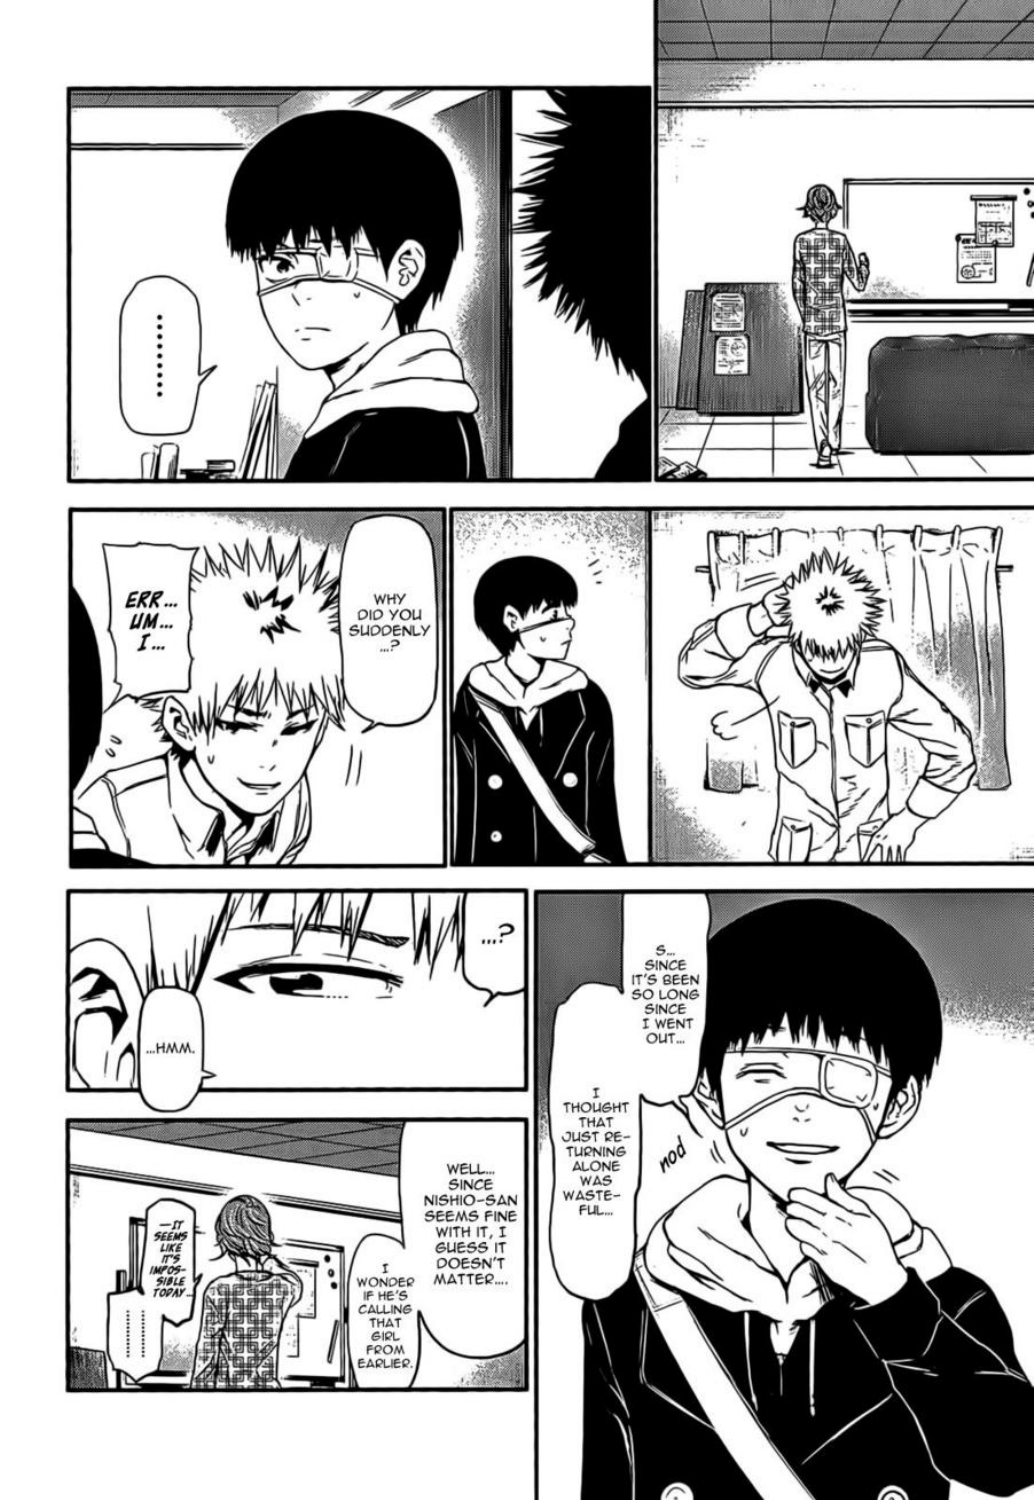 .........
WHY
DID YOU
SUDDENLY
...?
ERR...
UM...
I...
S...
SINCE
IT'S BEEN
SO LONG
SINCE
I WENT
OUT...
I
THOUGHT
THAT
JUST RE-
TURNING
ALONE
WAS
WASTE-
FUL...
nod
...?
...HMM.
WELL...
SINCE
NISHIO-SAN
SEEMS FINE
WITH IT, I
GUESS IT
DOESN'T
MATTER....
I
WONDER
IF HE'S
CALLING
THAT
GIRL
FROM
EARLIER.
—IT
SEEMS
LIKE
IT'S
IMPOS-
SIBLE
TODAY...
..........